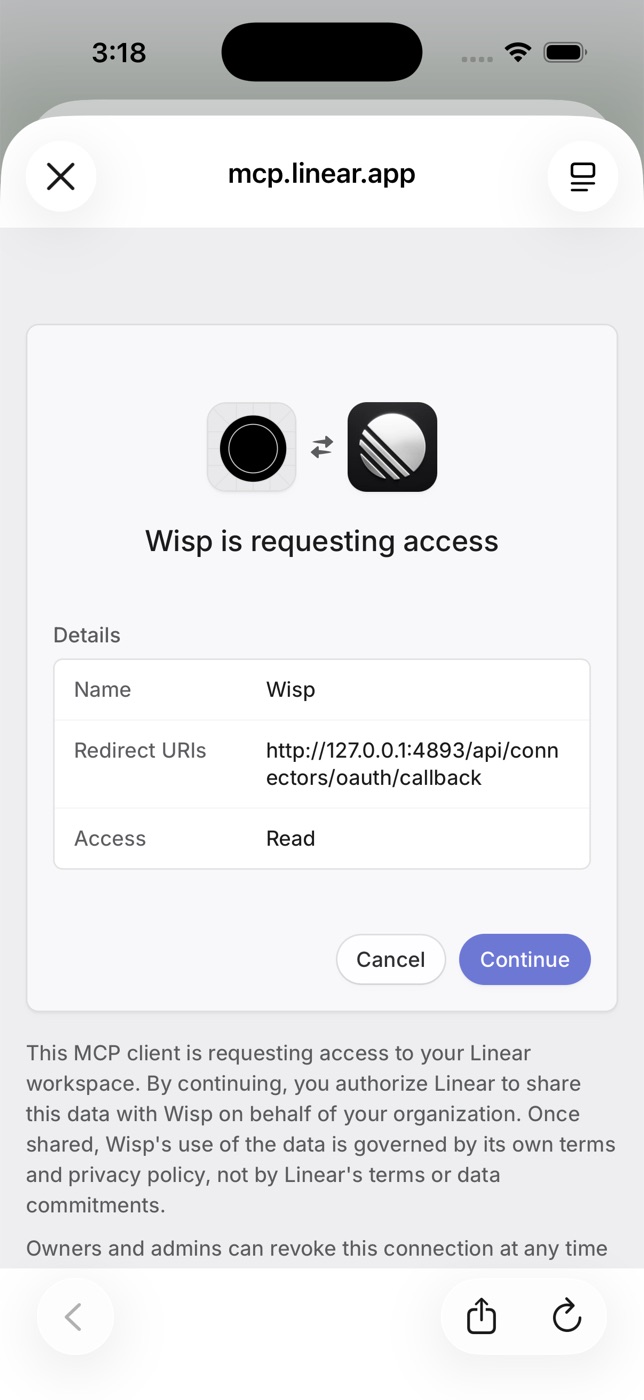 3:18
mcp.linear.app
Wisp is requesting access
Details
Name Wisp
Redirect URIs http://127.0.0.1:4893/api/conn
ectors/oauth/callback
Access Read
Cancel Continue
This MCP client is requesting access to your Linear
workspace. By continuing, you authorize Linear to share
this data with Wisp on behalf of your organization. Once
shared, Wisp's use of the data is governed by its own terms
and privacy policy, not by Linear's terms or data
commitments.
Owners and admins can revoke this connection at any time